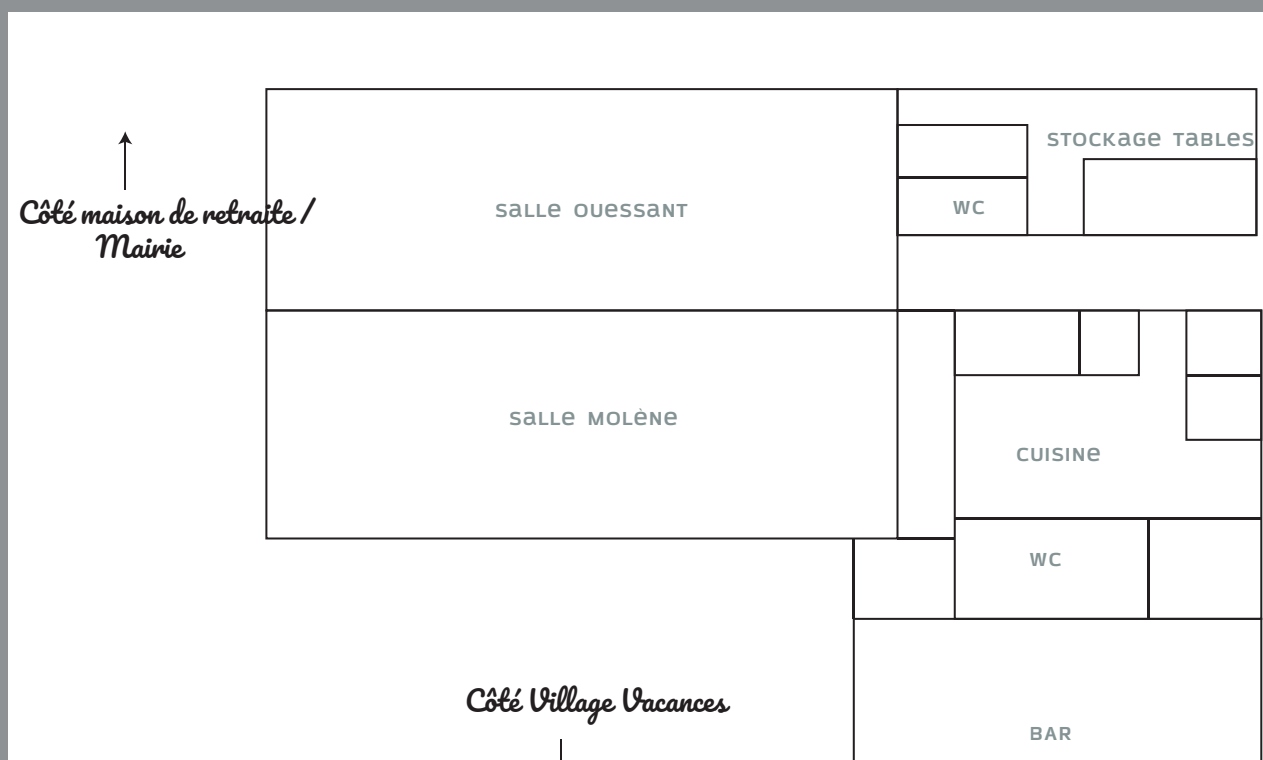 STOCKAGE TABLES
Côté maison de retraite /
Mairie
SALLE OUESSANT
WC
SALLE MOLÈNE
CUISINE
WC
Côté Village Vacances
BAR